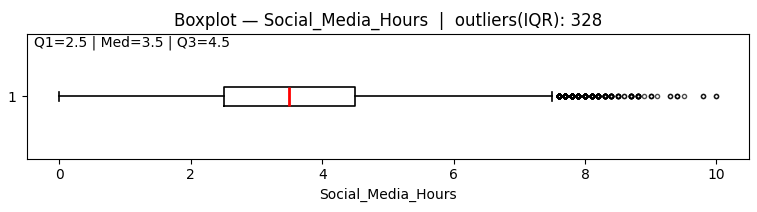 Boxplot — Social_Media_Hours  |  outliers(IQR): 328
Q1=2.5 | Med=3.5 | Q3=4.5
1
0 2 4 6 8 10
Social_Media_Hours